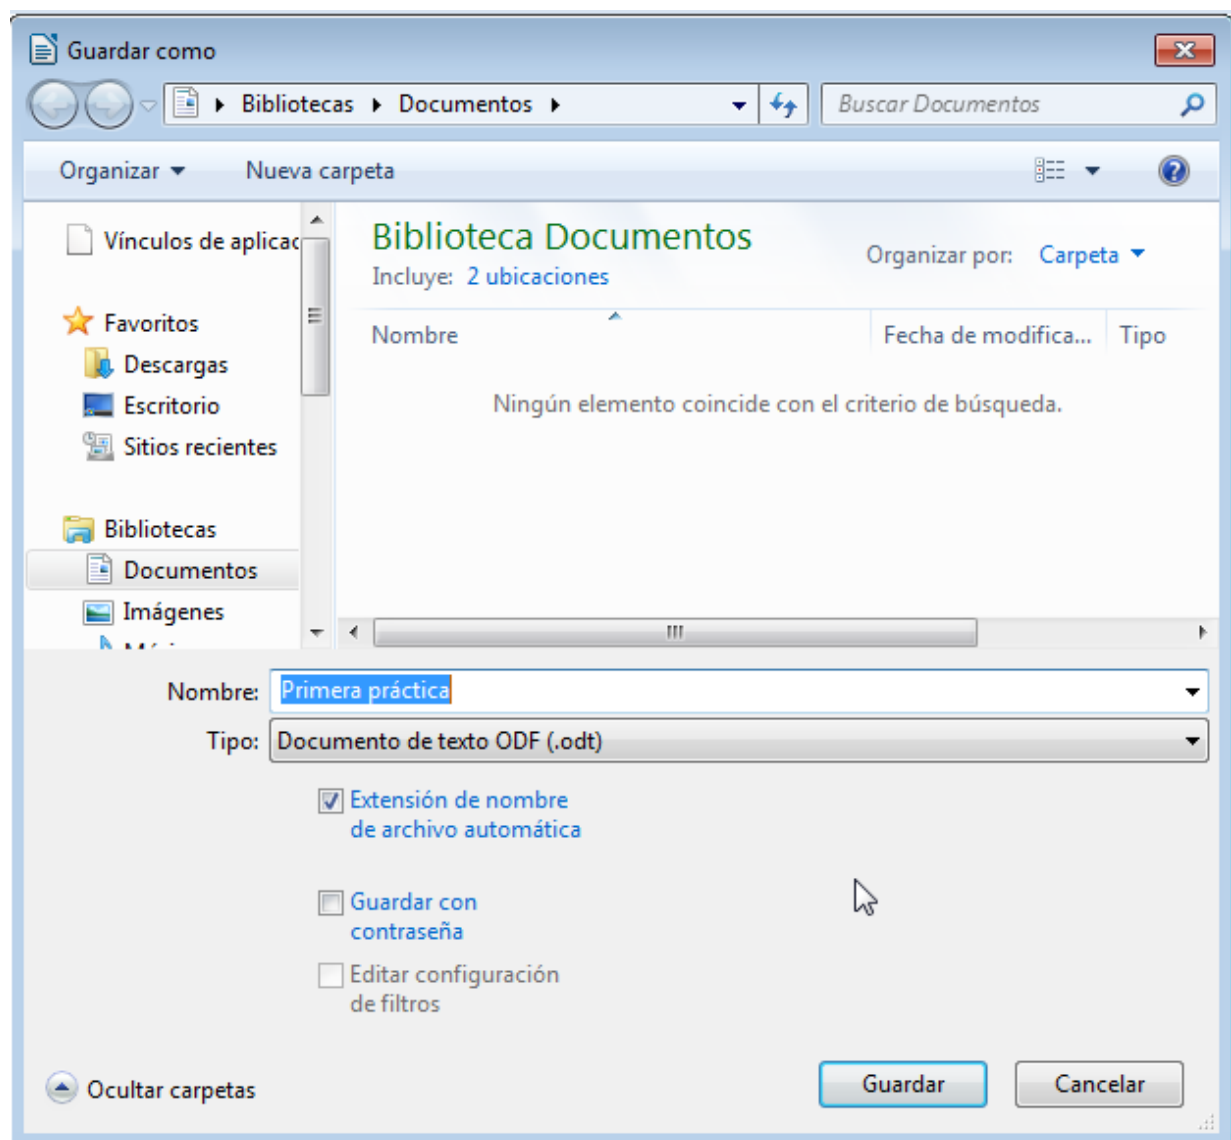 Guardar como
Bibliotecas Documentos
Buscar Documentos
Organizar Nueva carpeta
Vínculos de aplicac
Favoritos
Descargas
Escritorio
Sitios recientes
Bibliotecas
Documentos
Imágenes
Biblioteca Documentos
Incluye: 2 ubicaciones
Organizar por: Carpeta
Nombre Fecha de modifica... Tipo
Ningún elemento coincide con el criterio de búsqueda.
Nombre: Primera práctica
Tipo: Documento de texto ODF (.odt)
Extensión de nombre
de archivo automática
Guardar con
contraseña
Editar configuración
de filtros
Ocultar carpetas
Guardar Cancelar